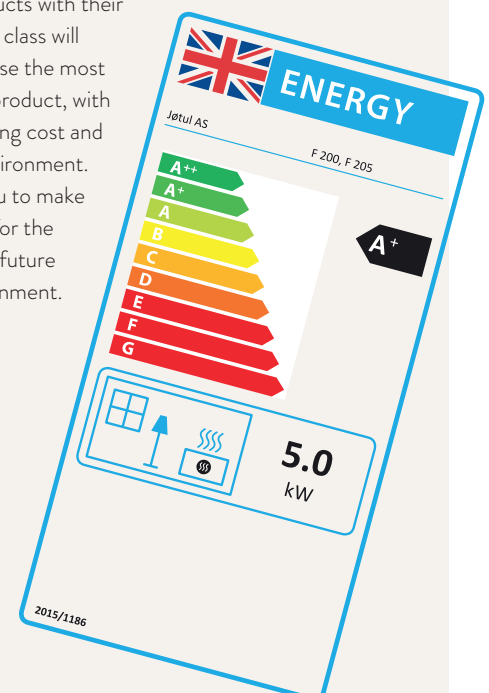 ucts with their
class will
se the most
roduct, with
ng cost and
ironment.
u to make
or the
future
nment.
ENERGY
Jøtul AS
F 200, F 205
A++
A+
A
B
C
D
E
F
G
A+
5.0
kW
2015/1186